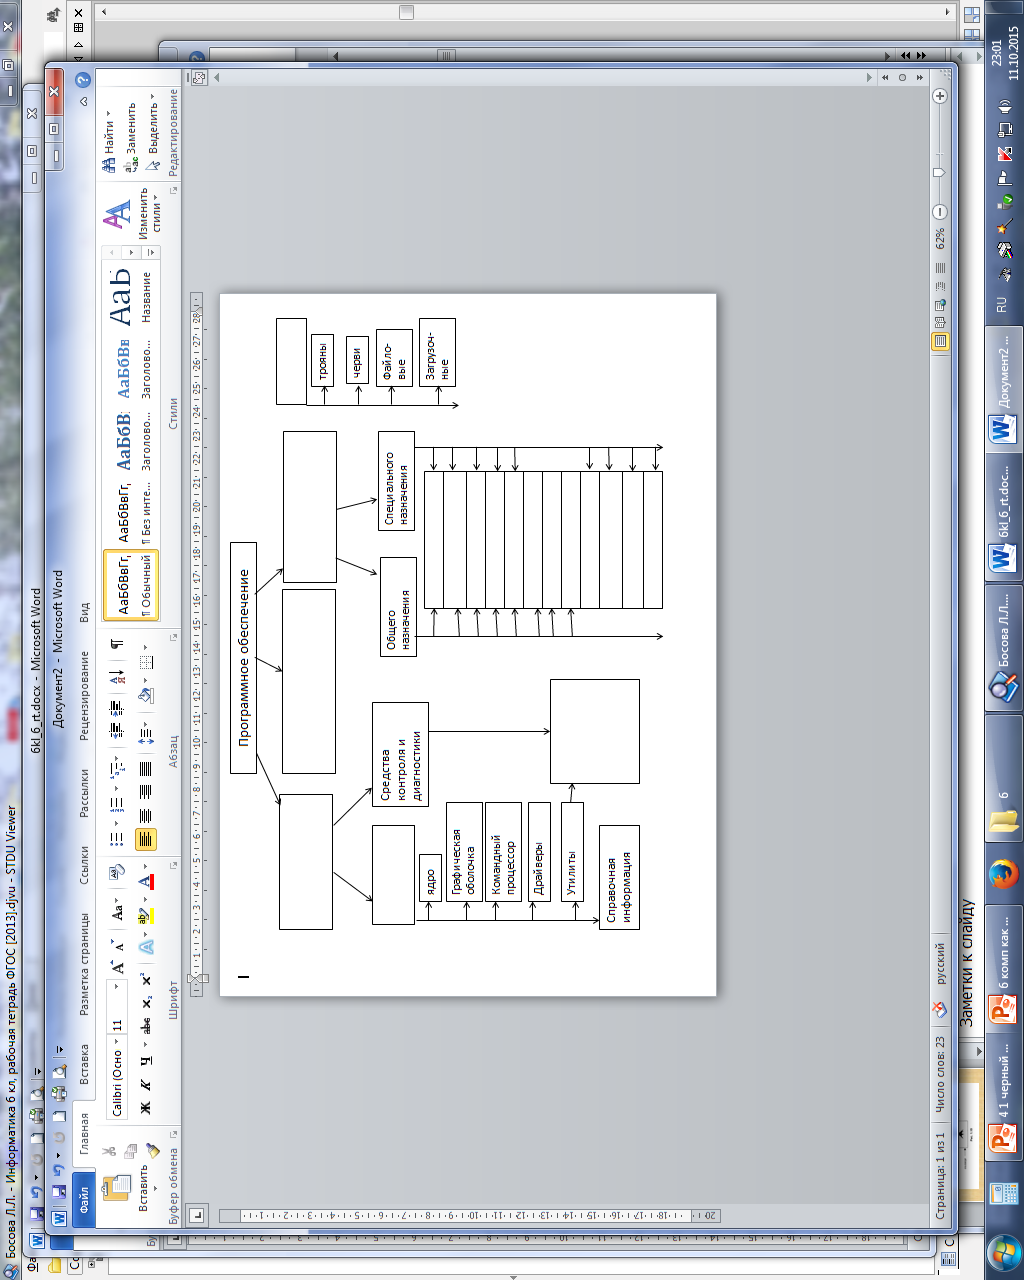 Босова Л.Л. - Информатика 6 кл, рабочая тетрадь ФГОС [2013].djvu - STDU Viewer
6kl_6_rt.docx - Microsoft Word
Документ2 - Microsoft Word
Файл
Главная
Вставка
Разметка страницы
Ссылки
Рассылки
Рецензирование
Вид
Вставить
Calibri (Осно
11
Ж К Ч abc x₂ x²
АаБбВвГг,
¶ Обычный
АаБбВвГг,
¶ Без инте...
АаБбВ
Заголово...
АаБбВв
Заголово...
Название
Изменить
стили
Найти
Заменить
Выделить
Буфер обмена
Шрифт
Абзац
Стили
Редактирование
Программное обеспечение
Средства
контроля и
диагностики
Общего
назначения
Специального
назначения
ядро
Графическая
оболочка
Командный
процессор
Драйверы
Утилиты
Справочная
информация
трояны
черви
Файло-
вые
Загрузоч-
ные
Страница: 1 из 1
Число слов: 23
русский
62%
Заметки к слайду
4 1 черный ...
6 комп как ...
6
Босова Л.Л....
6kl_6_rt.doc...
Документ2 ...
RU
23:01
11.10.2015